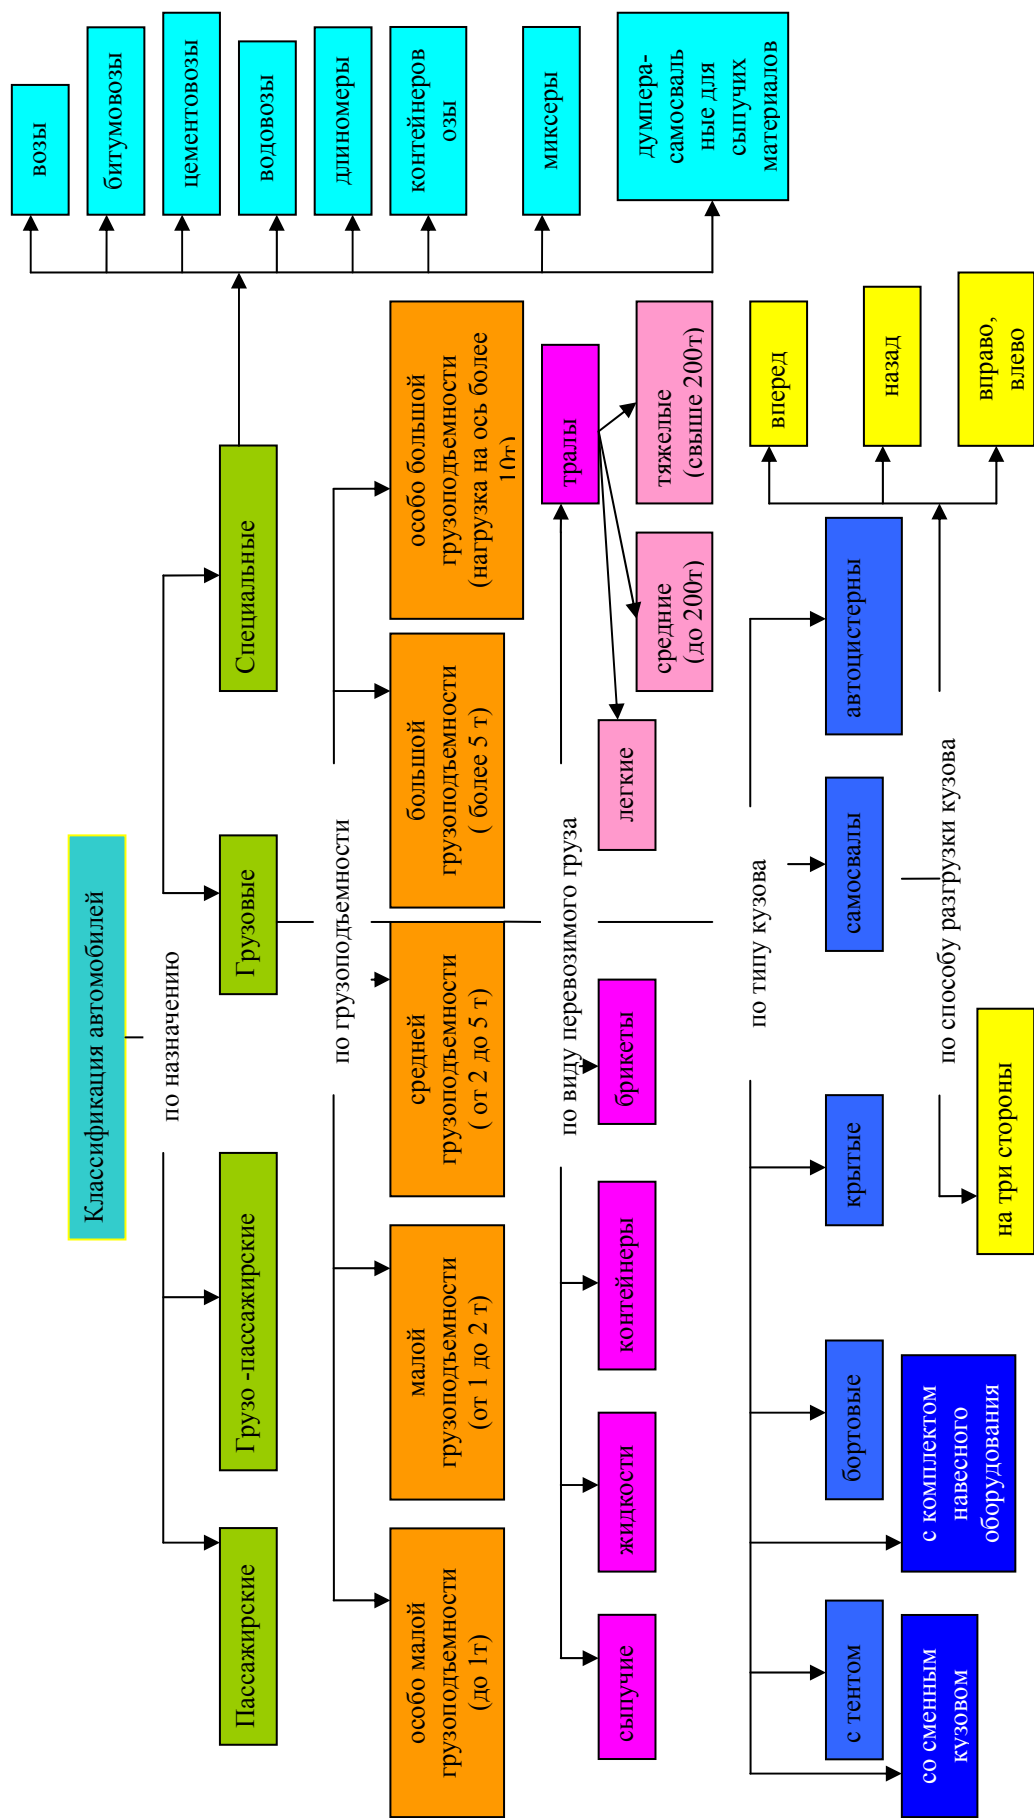 Классификация автомобилей
по назначению
Пассажирские
Грузо -пассажирские
Грузовые
Специальные
возы
битумовозы
цементовозы
водовозы
длиномеры
контейнеров
озы
миксеры
думпера-
самосваль
ные для
сыпучих
материалов
по грузоподъемности
особо малой
грузоподъемности
(до 1т)
малой
грузоподъемности
(от 1 до 2 т)
средней
грузоподъемности
( от 2 до 5 т)
большой
грузоподъемности
( более 5 т)
особо большой
грузоподъемности
(нагрузка на ось более
10т)
по виду перевозимого груза
сыпучие
жидкости
контейнеры
брикеты
тралы
легкие
средние
(до 200т)
тяжелые
(свыше 200т)
по типу кузова
с тентом
бортовые
крытые
самосвалы
автоцистерны
со сменным
кузовом
с комплектом
навесного
оборудования
по способу разгрузки кузова
на три стороны
вперед
назад
вправо,
влево